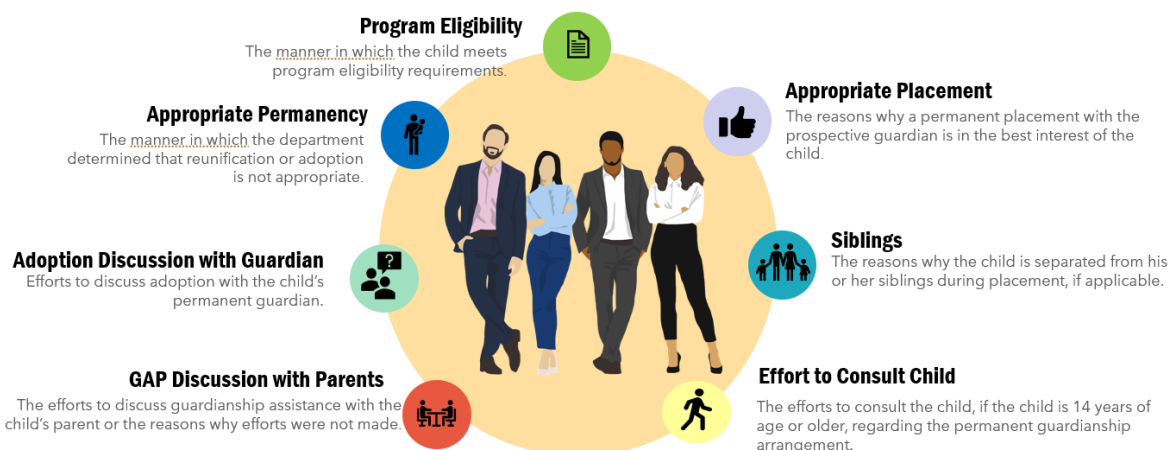 Program Eligibility
The manner in which the child meets
program eligibility requirements.
Appropriate Placement
The reasons why a permanent placement with the
prospective guardian is in the best interest of the
child.
Appropriate Permanency
The manner in which the department
determined that reunification or adoption
is not appropriate.
Siblings
The reasons why the child is separated from his
or her siblings during placement, if applicable.
Adoption Discussion with Guardian
Efforts to discuss adoption with the child's
permanent guardian.
?
Effort to Consult Child
The efforts to consult the child, if the child is 14 years of
age or older, regarding the permanent guardianship
arrangement.
GAP Discussion with Parents
The efforts to discuss guardianship assistance with the
child's parent or the reasons why efforts were not made.